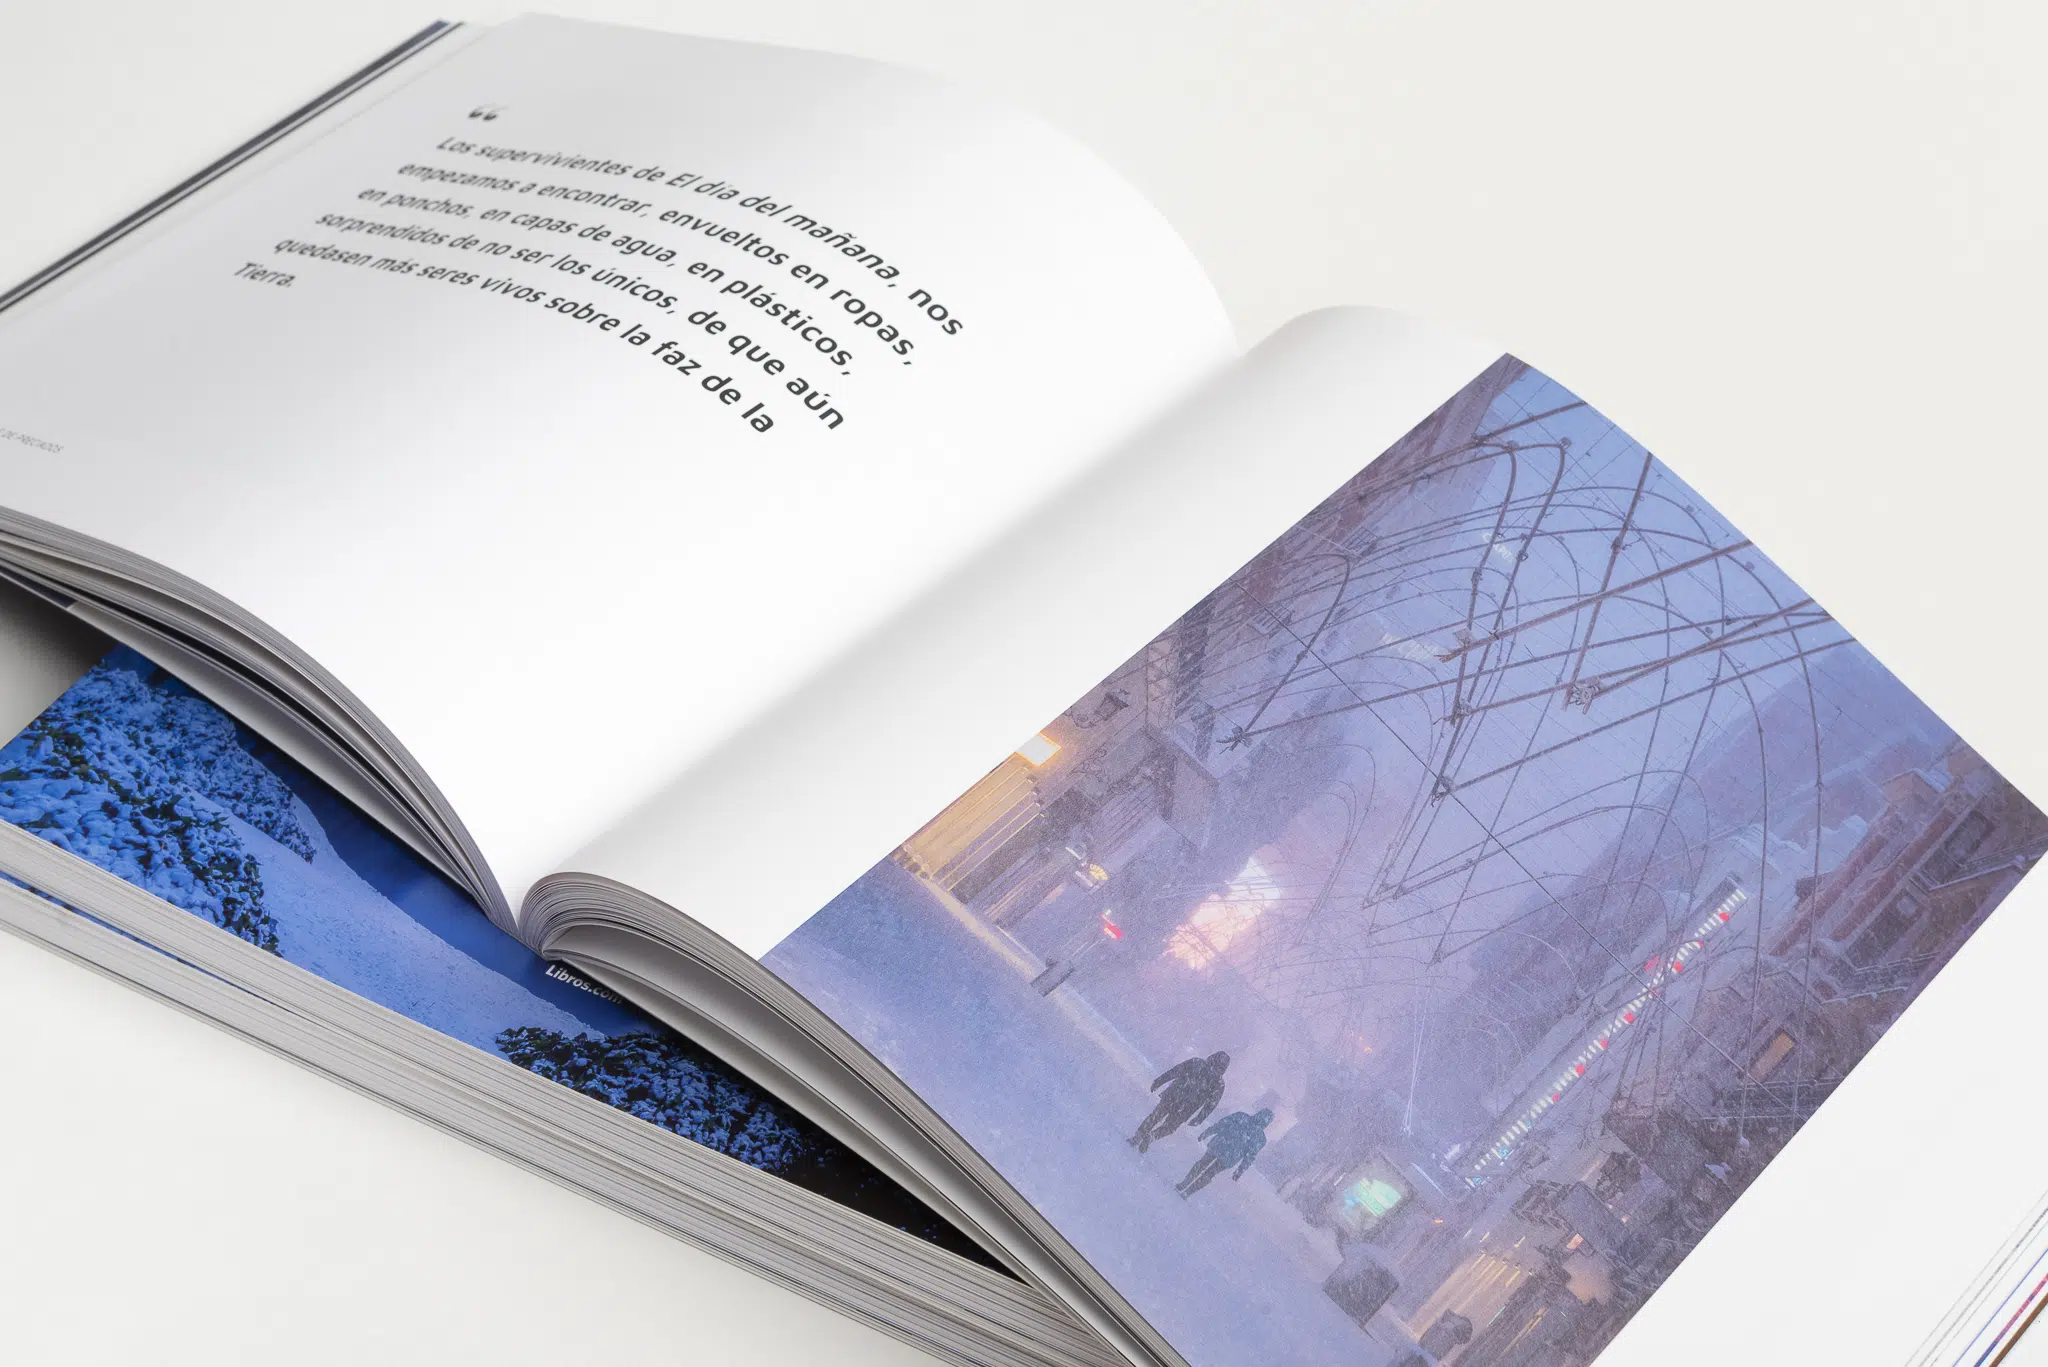 “
Los supervivientes de El día del mañana, nos
empezamos a encontrar, envueltos en ropas,
en ponchos, en capas de agua, en plásticos,
sorprendidos de no ser los únicos, de que aún
quedasen más seres vivos sobre la faz de la
Tierra.
DE PRECIADOS
Libros.com